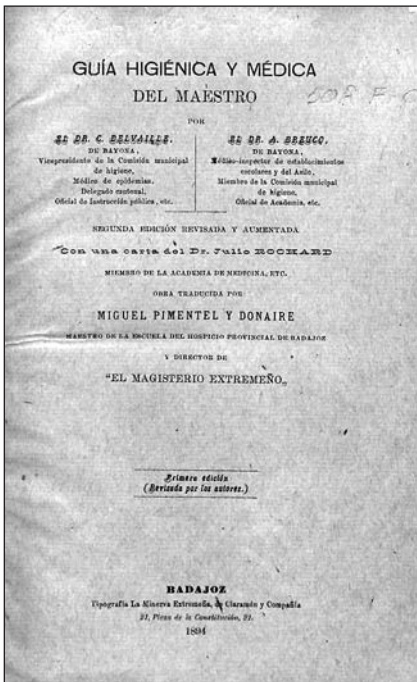 GUÍA HIGIÉNICA Y MÉDICA
DEL MAESTRO
POR
EL DR. C. DELVAILLE,
DE BAYONA,
Vicepresidente de la Comisión municipal
de higiene,
Médico de epidemias,
Delegado cantonal,
Oficial de Instrucción pública, etc.
EL DR. A. BREUCQ,
DE BAYONA,
Médico-inspector de establecimientos
escolares y del Asilo,
Miembro de la Comisión municipal
de higiene,
Oficial de Academia, etc.
SEGUNDA EDICIÓN REVISADA Y AUMENTADA
Con una carta del Dr. Julio ROCHARD
MIEMBRO DE LA ACADEMIA DE MEDICINA, ETC.
OBRA TRADUCIDA POR
MIGUEL PIMENTEL Y DONAIRE
MAESTRO DE LA ESCUELA DEL HOSPICIO PROVINCIAL DE BADAJOZ
Y DIRECTOR DE
"EL MAGISTERIO EXTREMEÑO„
Primera edición
(Revisada por los autores.)
BADAJOZ
Tipografía La Minerva Extremeña, de Claramón y Compañía
21, Plaza de la Constitución, 21.
1894